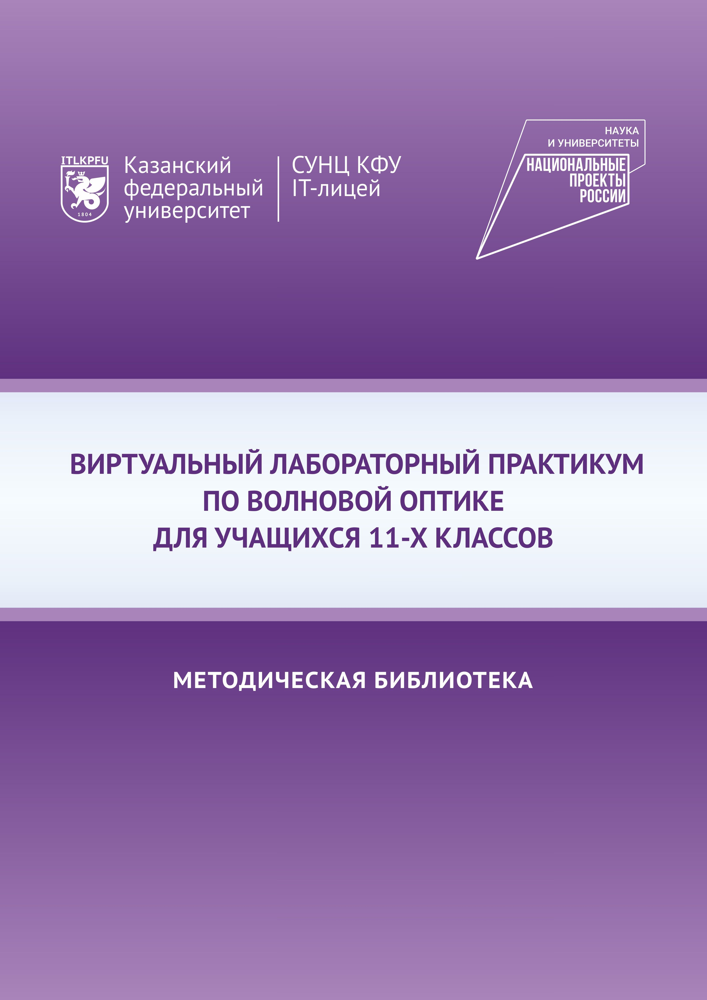 ITLKPFU
1804
Казанский
федеральный
университет
СУНЦ КФУ
IT-лицей
НАУКА
И УНИВЕРСИТЕТЫ
НАЦИОНАЛЬНЫЕ
ПРОЕКТЫ
РОССИИ
ВИРТУАЛЬНЫЙ ЛАБОРАТОРНЫЙ ПРАКТИКУМ
ПО ВОЛНОВОЙ ОПТИКЕ
ДЛЯ УЧАЩИХСЯ 11-Х КЛАССОВ
МЕТОДИЧЕСКАЯ БИБЛИОТЕКА